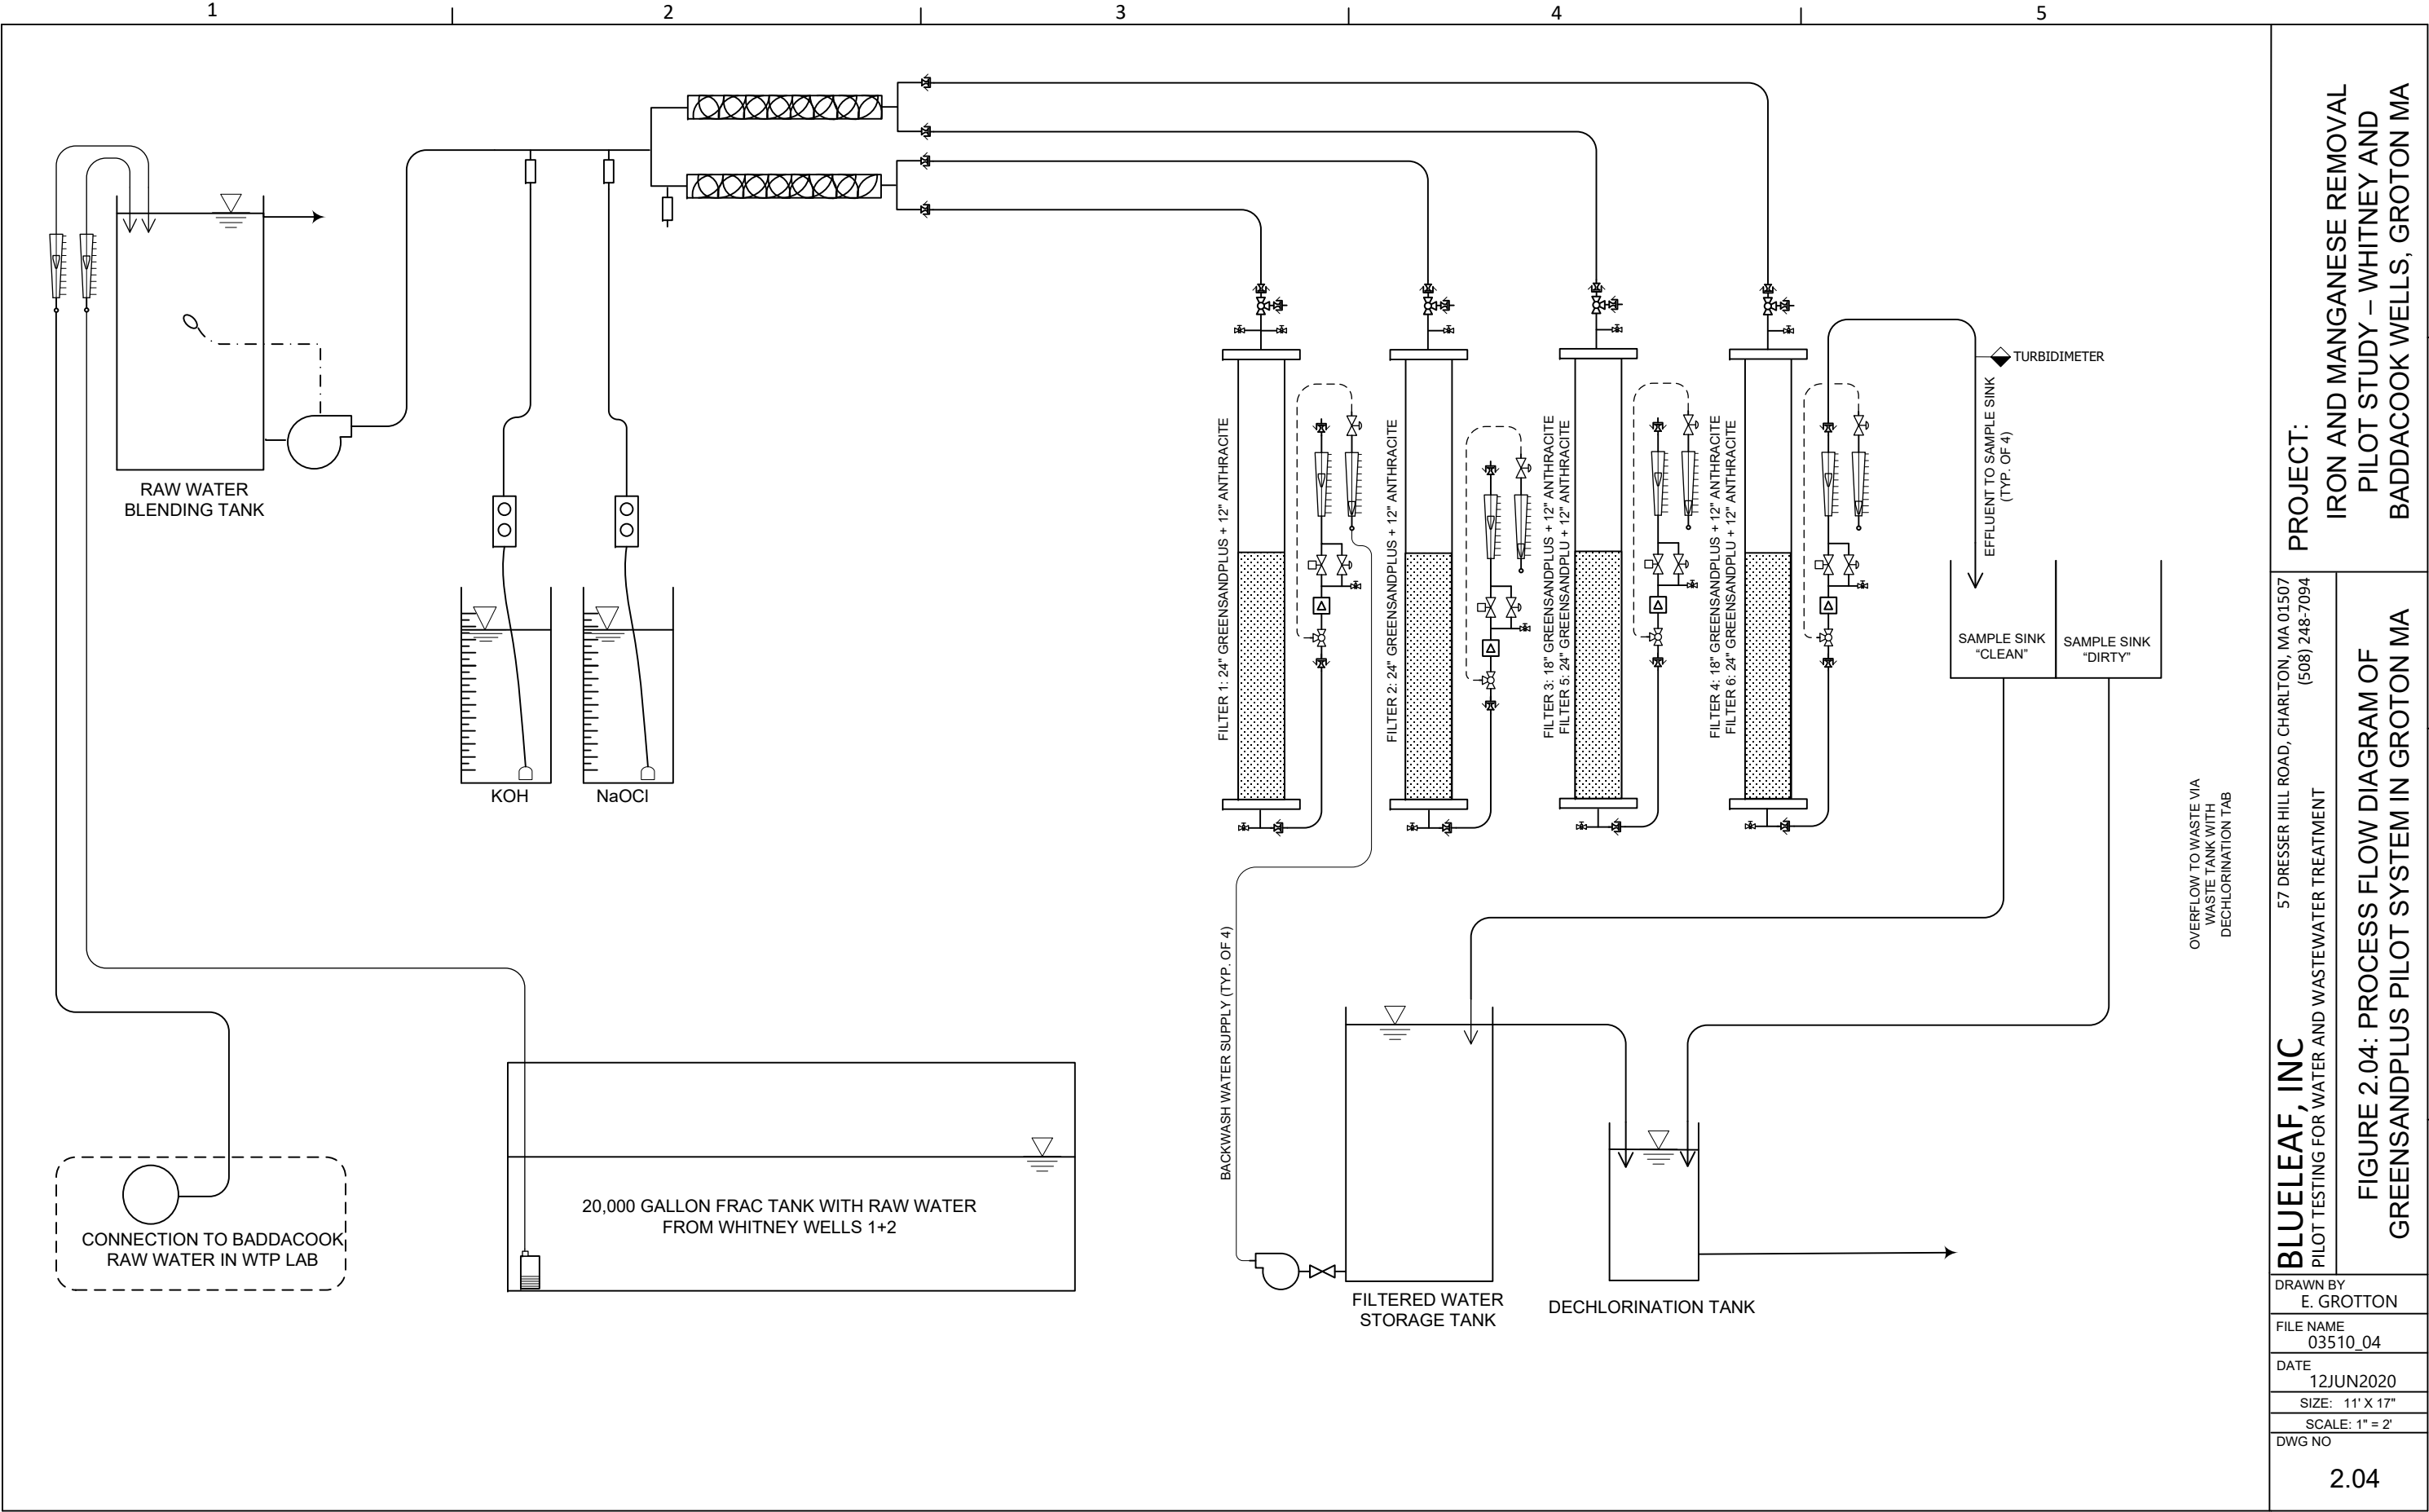 1
2
3
4
5
RAW WATER
BLENDING TANK
KOH
NaOCl
FILTER 1: 24" GREENSANDPLUS + 12" ANTHRACITE
FILTER 2: 24" GREENSANDPLUS + 12" ANTHRACITE
FILTER 3: 18" GREENSANDPLUS + 12" ANTHRACITE
FILTER 5: 24" GREENSANDPLU + 12" ANTHRACITE
FILTER 4: 18" GREENSANDPLUS + 12" ANTHRACITE
FILTER 6: 24" GREENSANDPLU + 12" ANTHRACITE
TURBIDIMETER
EFFLUENT TO SAMPLE SINK
(TYP. OF 4)
SAMPLE SINK
"CLEAN"
SAMPLE SINK
"DIRTY"
OVERFLOW TO WASTE VIA
WASTE TANK WITH
DECHLORINATION TAB
BACKWASH WATER SUPPLY (TYP. OF 4)
CONNECTION TO BADDACOOK
RAW WATER IN WTP LAB
20,000 GALLON FRAC TANK WITH RAW WATER
FROM WHITNEY WELLS 1+2
FILTERED WATER
STORAGE TANK
DECHLORINATION TANK
PROJECT:
IRON AND MANGANESE REMOVAL
PILOT STUDY – WHITNEY AND
BADDACOOK WELLS, GROTON MA
BLUELEAF, INC
57 DRESSER HILL ROAD, CHARLTON, MA 01507
(508) 248-7094
PILOT TESTING FOR WATER AND WASTEWATER TREATMENT
FIGURE 2.04: PROCESS FLOW DIAGRAM OF
GREENSANDPLUS PILOT SYSTEM IN GROTON MA
DRAWN BY
E. GROTTON
FILE NAME
03510_04
DATE
12JUN2020
SIZE: 11' X 17"
SCALE: 1" = 2'
DWG NO
2.04